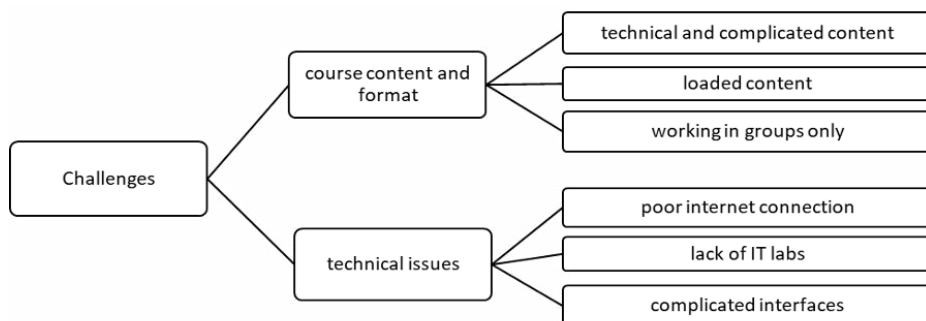 technical and complicated content
course content and
format
loaded content
working in groups only
Challenges
poor internet connection
technical issues
lack of IT labs
complicated interfaces